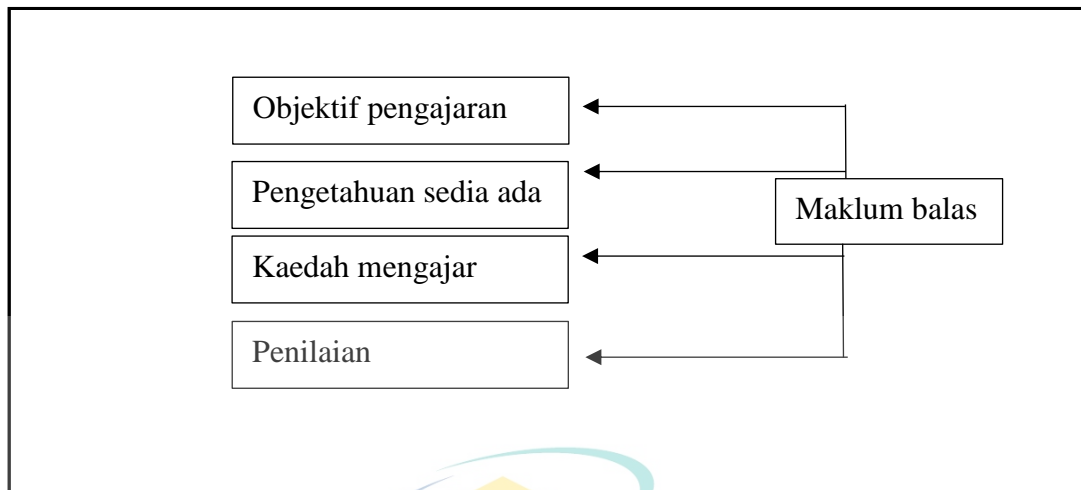 Objektif pengajaran
Pengetahuan sedia ada
Maklum balas
Kaedah mengajar
Penilaian